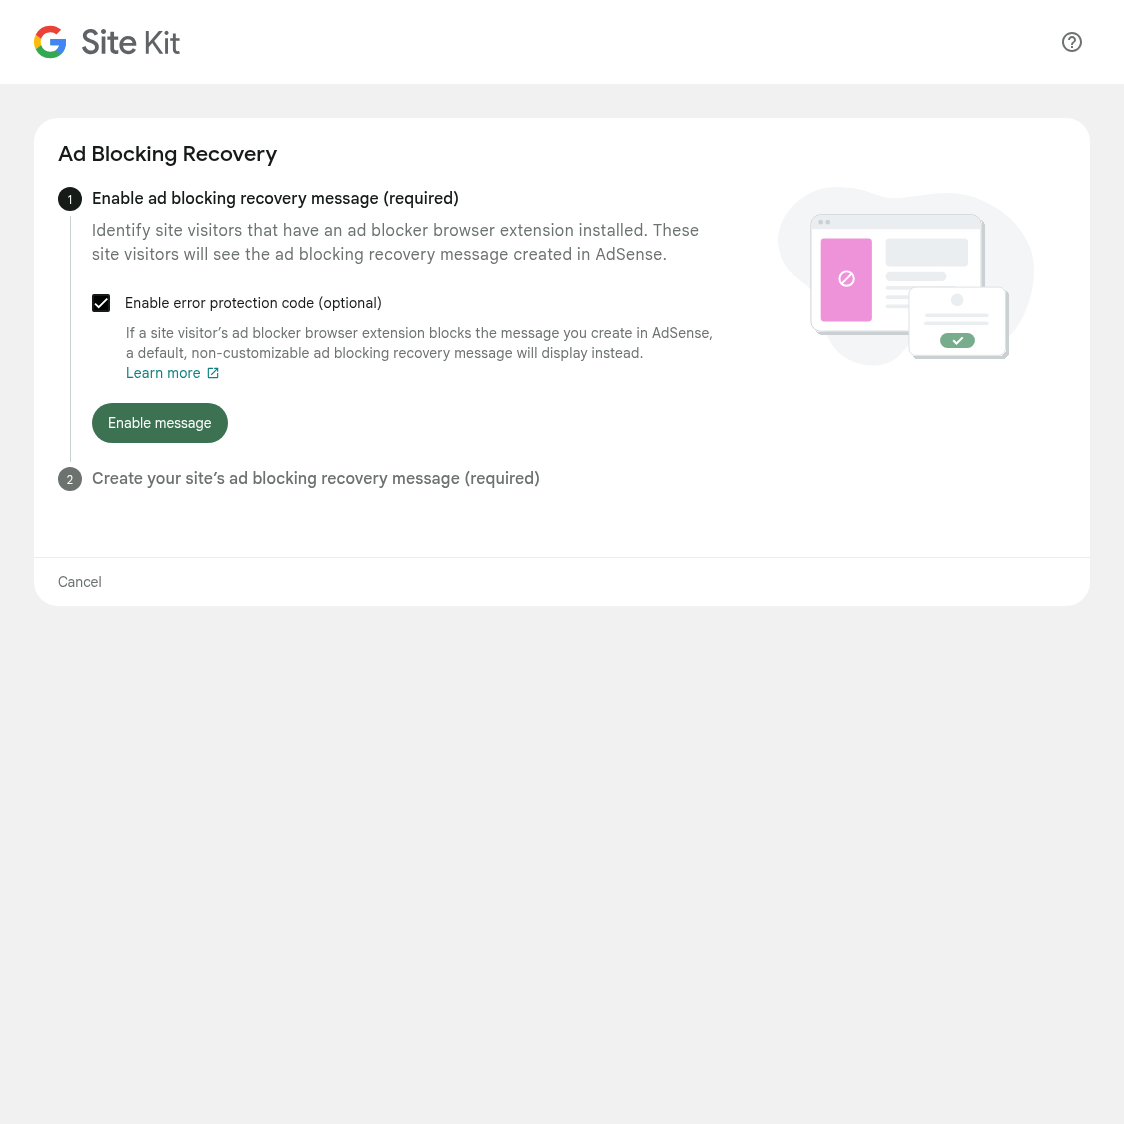 Site Kit
Ad Blocking Recovery
1
Enable ad blocking recovery message (required)
Identify site visitors that have an ad blocker browser extension installed. These
site visitors will see the ad blocking recovery message created in AdSense.
Enable error protection code (optional)
If a site visitor’s ad blocker browser extension blocks the message you create in AdSense,
a default, non-customizable ad blocking recovery message will display instead.
Learn more
Enable message
2
Create your site’s ad blocking recovery message (required)
Cancel